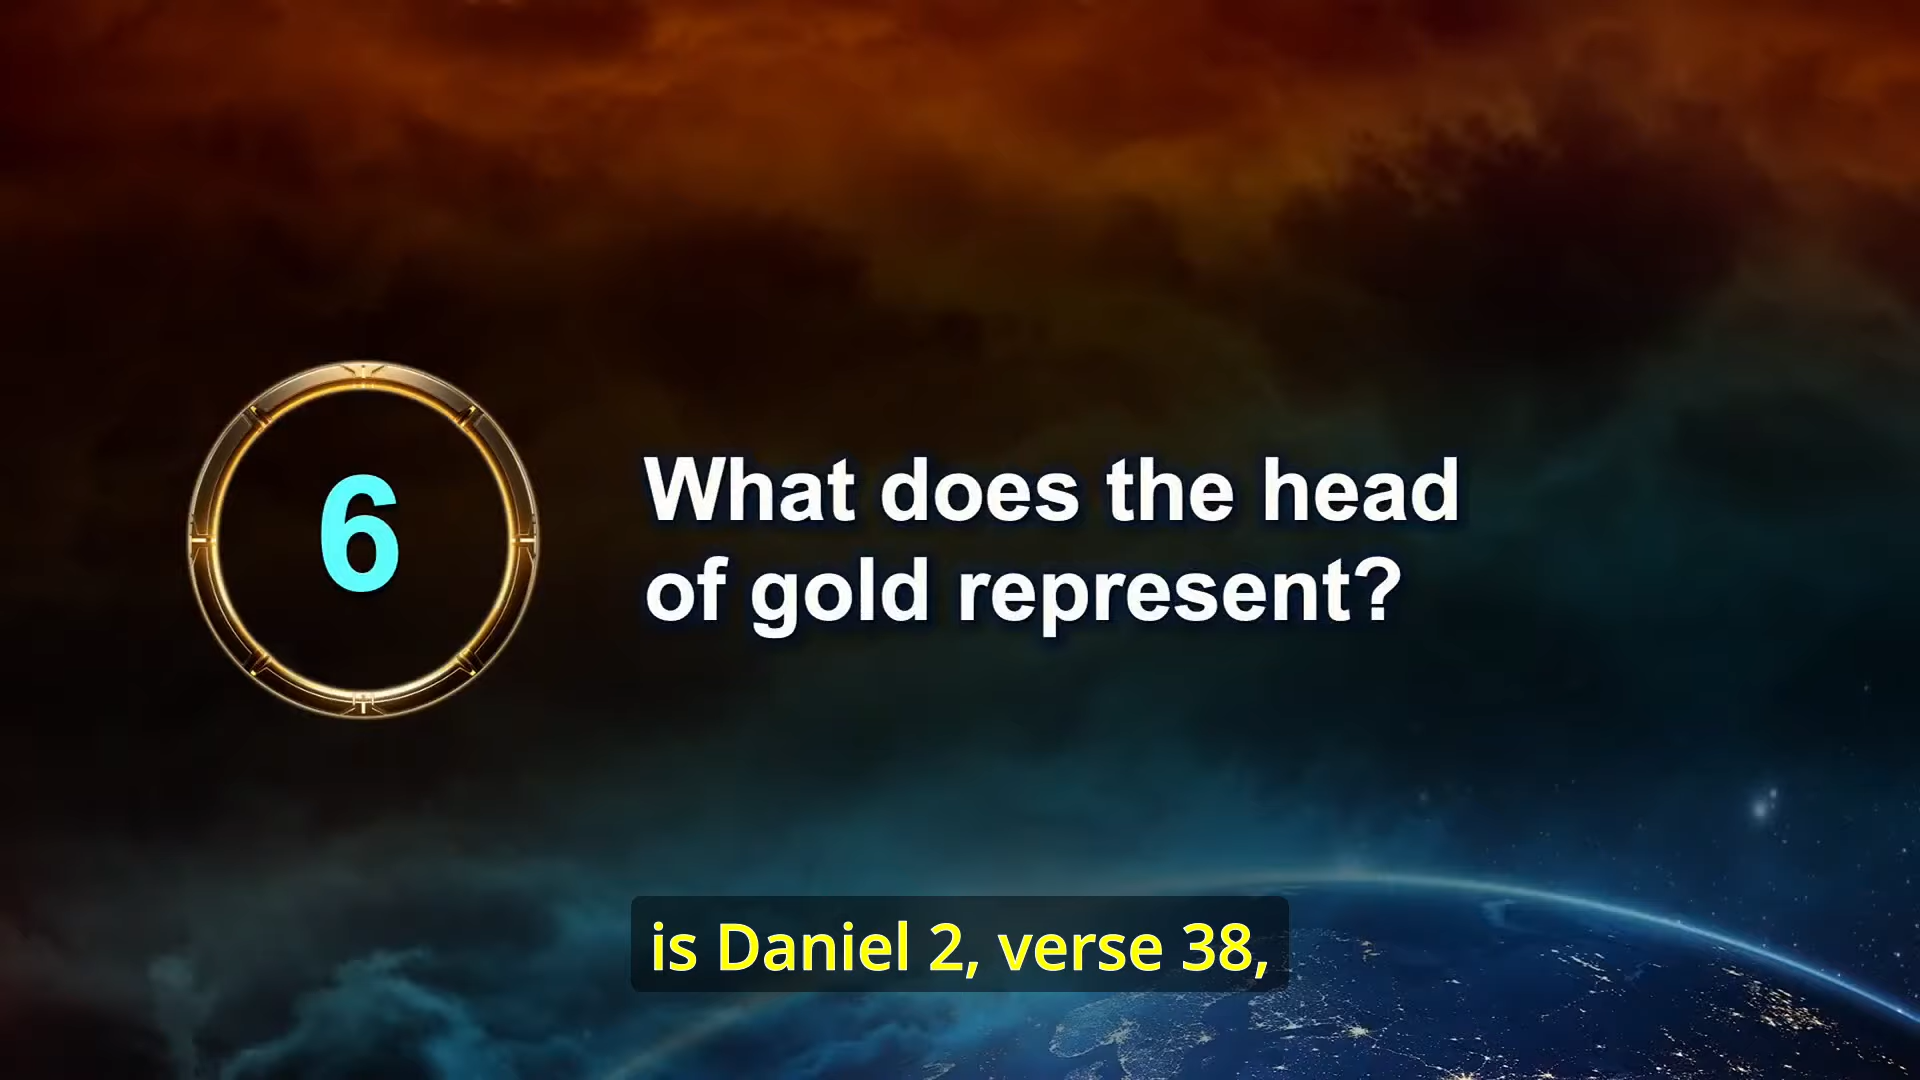 6
What does the head
of gold represent?
is Daniel 2, verse 38,